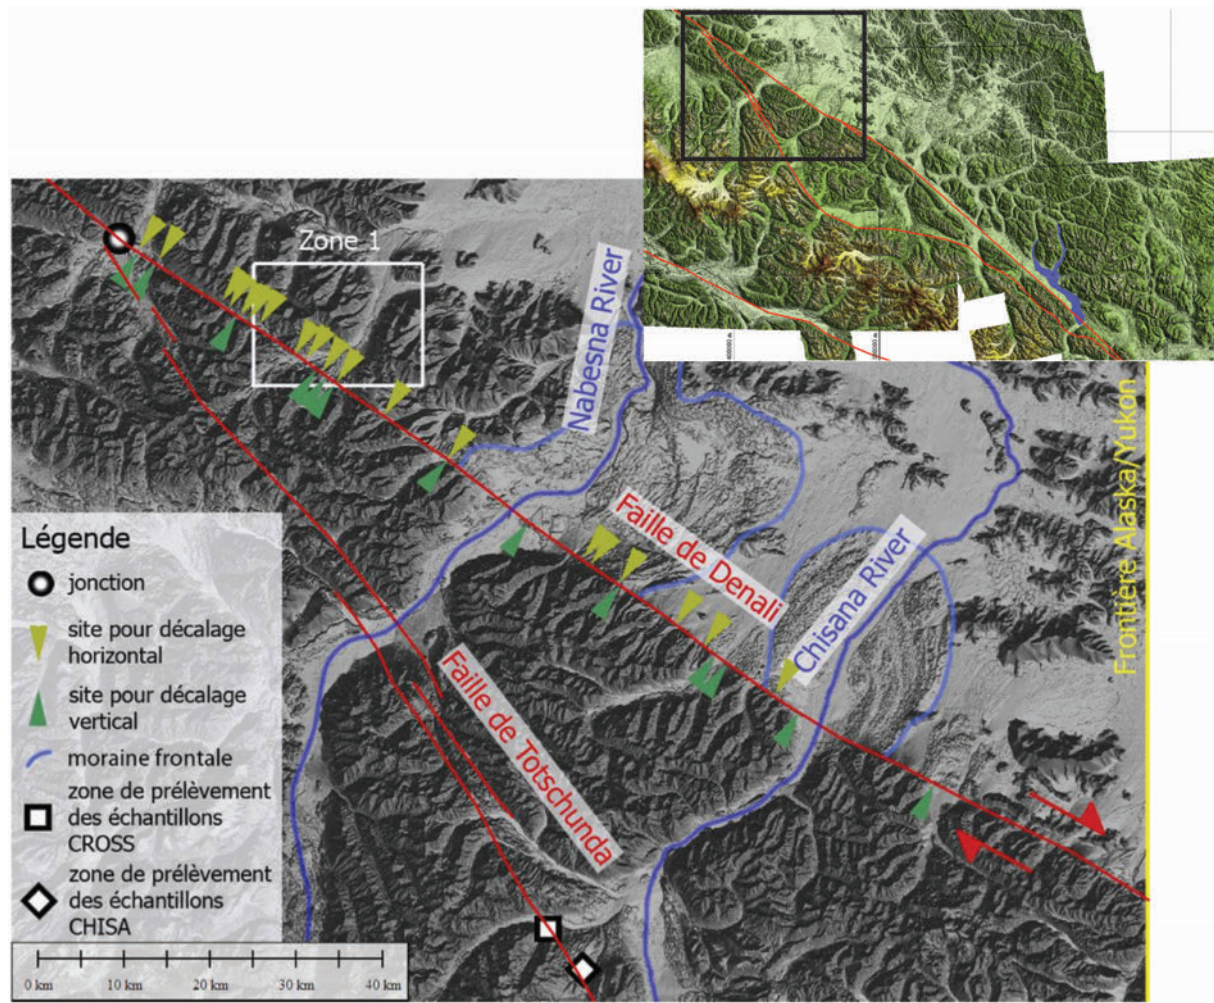 Zone 1
Nabesna River
Faille de Denali
Chisana River
Frontière Alaska/Yukon
Faille de Totschunda
Légende
jonction
site pour décalage
horizontal
site pour décalage
vertical
moraine frontale
zone de prélèvement
des échantillons
CROSS
zone de prélèvement
des échantillons
CHISA
0 km
10 km
20 km
30 km
40 km